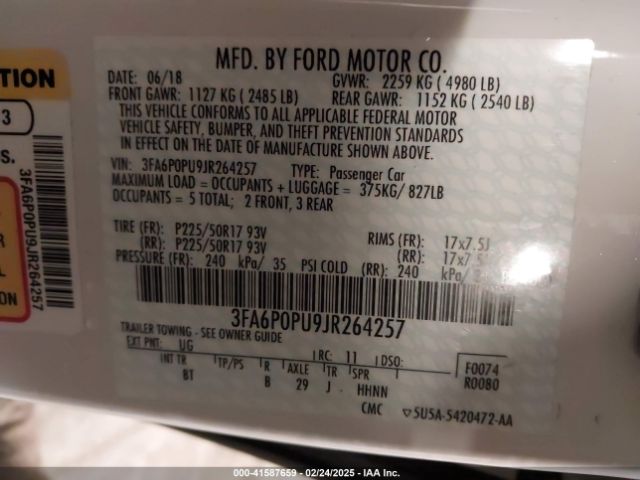 TION
3
S.
3FA6P0PU9JR264257
ON
MFD. BY FORD MOTOR CO.
DATE: 06/18 GVWR: 2259 KG ( 4980 LB)
FRONT GAWR: 1127 KG ( 2485 LB) REAR GAWR: 1152 KG ( 2540 LB)
THIS VEHICLE CONFORMS TO ALL APPLICABLE FEDERAL MOTOR
VEHICLE SAFETY, BUMPER, AND THEFT PREVENTION STANDARDS
IN EFFECT ON THE DATE OF MANUFACTURE SHOWN ABOVE.
VIN: 3FA6P0PU9JR264257 TYPE: Passenger Car
MAXIMUM LOAD = OCCUPANTS + LUGGAGE = 375KG/ 827LB
OCCUPANTS = 5 TOTAL; 2 FRONT, 3 REAR
TIRE (FR): P225/50R17 93V RIMS (FR): 17x7.5J
(RR): P225/50R17 93V (RR): 17x7.5
PRESSURE (FR): 240 kPa/ 35 PSI COLD (RR): 240
3FA6P0PU9JR264257
TRAILER TOWING - SEE OWNER GUIDE
EXT PNT: UG RC: 11 DSO: F0074
INT TR TP/PS R AXLE TR SPR R0080
BT B 29 J HHNN
CMC ▽5U5A-5420472-AA
000-41587659 - 02/24/2025 - IAA Inc.